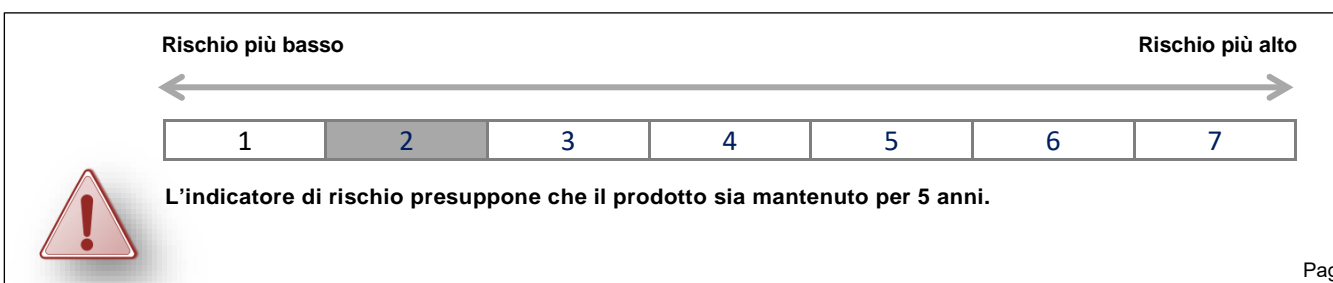 Rischio più basso Rischio più alto
1 2 3 4 5 6 7
L'indicatore di rischio presuppone che il prodotto sia mantenuto per 5 anni.
Pag